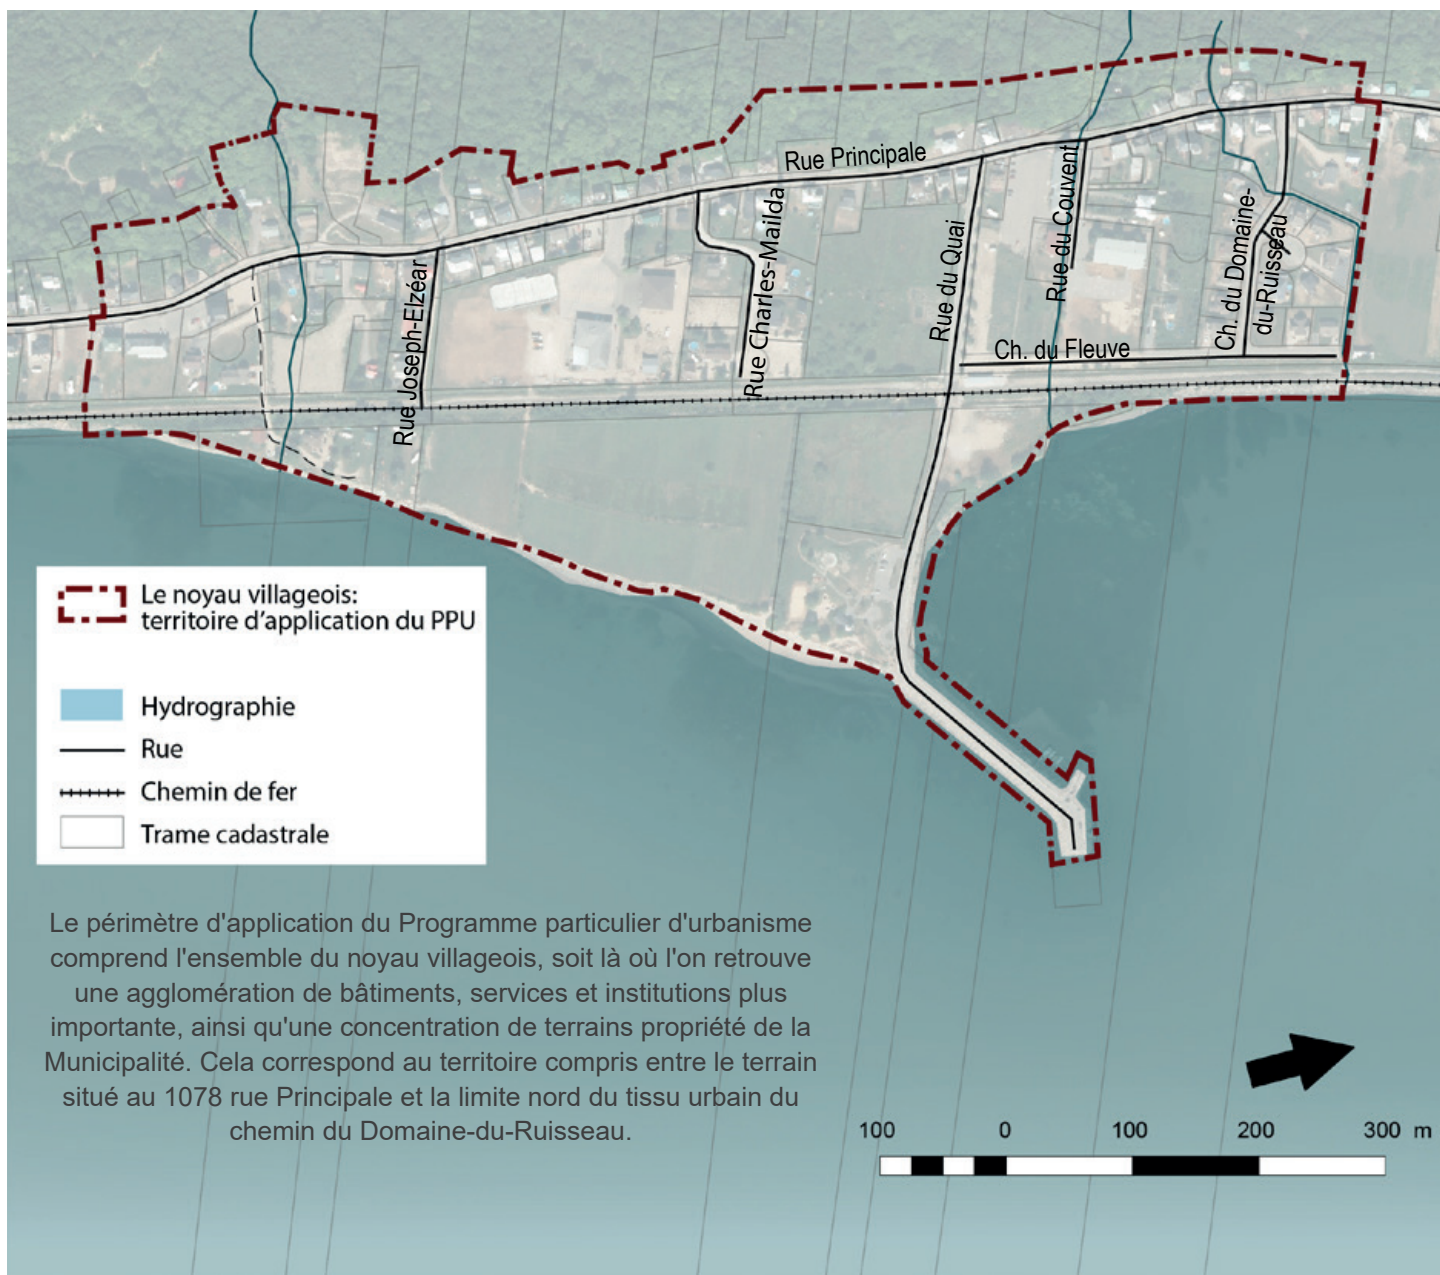 Rue Principale
Rue Joseph-Elzéar
Rue Charles-Mailda
Rue du Quai
Rue du Couvent
Ch. du Domaine-
du-Ruisseau
Ch. du Fleuve
Le noyau villageois:
territoire d'application du PPU
Hydrographie
Rue
Chemin de fer
Trame cadastrale
Le périmètre d'application du Programme particulier d'urbanisme
comprend l'ensemble du noyau villageois, soit là où l'on retrouve
une agglomération de bâtiments, services et institutions plus
importante, ainsi qu'une concentration de terrains propriété de la
Municipalité. Cela correspond au territoire compris entre le terrain
situé au 1078 rue Principale et la limite nord du tissu urbain du
chemin du Domaine-du-Ruisseau.
100 0 100 200 300 m